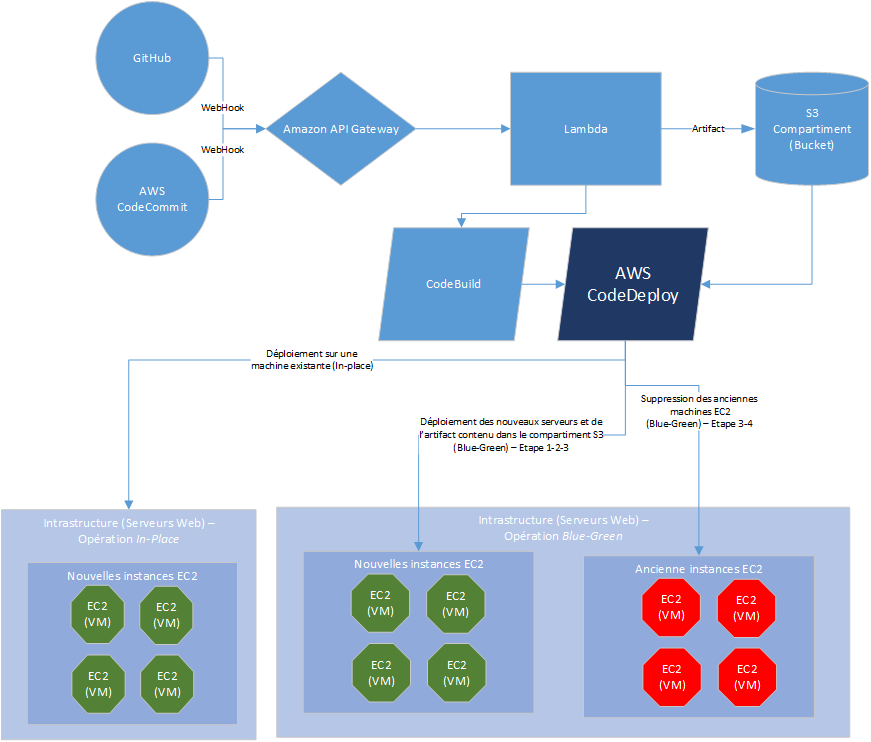 GitHub
WebHook
Amazon API Gateway
WebHook
AWS
CodeCommit
Lambda
Artifact
S3
Compartiment
(Bucket)
CodeBuild
AWS
CodeDeploy
Déploiement sur une
machine existante (In-place)
Déploiement des nouveaux serveurs et de
l'artifact contenu dans le compartiment S3
(Blue-Green) – Etape 1-2-3
Suppression des anciennes
machines EC2
(Blue-Green) – Etape 3-4
Intrastructure (Serveurs Web) –
Opération In-Place
Nouvelles instances EC2
EC2
(VM)
EC2
(VM)
EC2
(VM)
EC2
(VM)
Intrastructure (Serveurs Web) –
Opération Blue-Green
Nouvelles instances EC2
EC2
(VM)
EC2
(VM)
EC2
(VM)
EC2
(VM)
Ancienne instances EC2
EC2
(VM)
EC2
(VM)
EC2
(VM)
EC2
(VM)